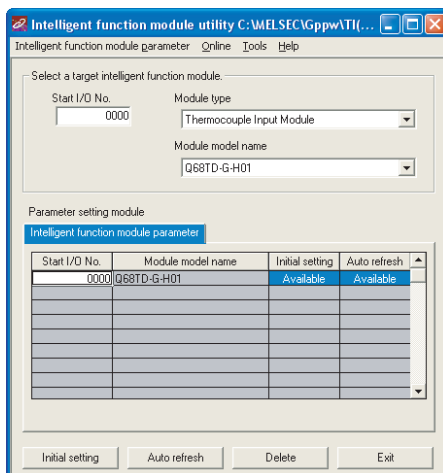 Intelligent function module utility C:\MELSEC\Gppw\TI(...
Intelligent function module parameter Online Tools Help
Select a target intelligent function module.
Start I/O No. Module type
0000 Thermocouple Input Module
Module model name
Q68TD-G-H01
Parameter setting module
Intelligent function module parameter
Start I/O No. Module model name Initial setting Auto refresh
0000 Q68TD-G-H01 Available Available
Initial setting Auto refresh Delete Exit